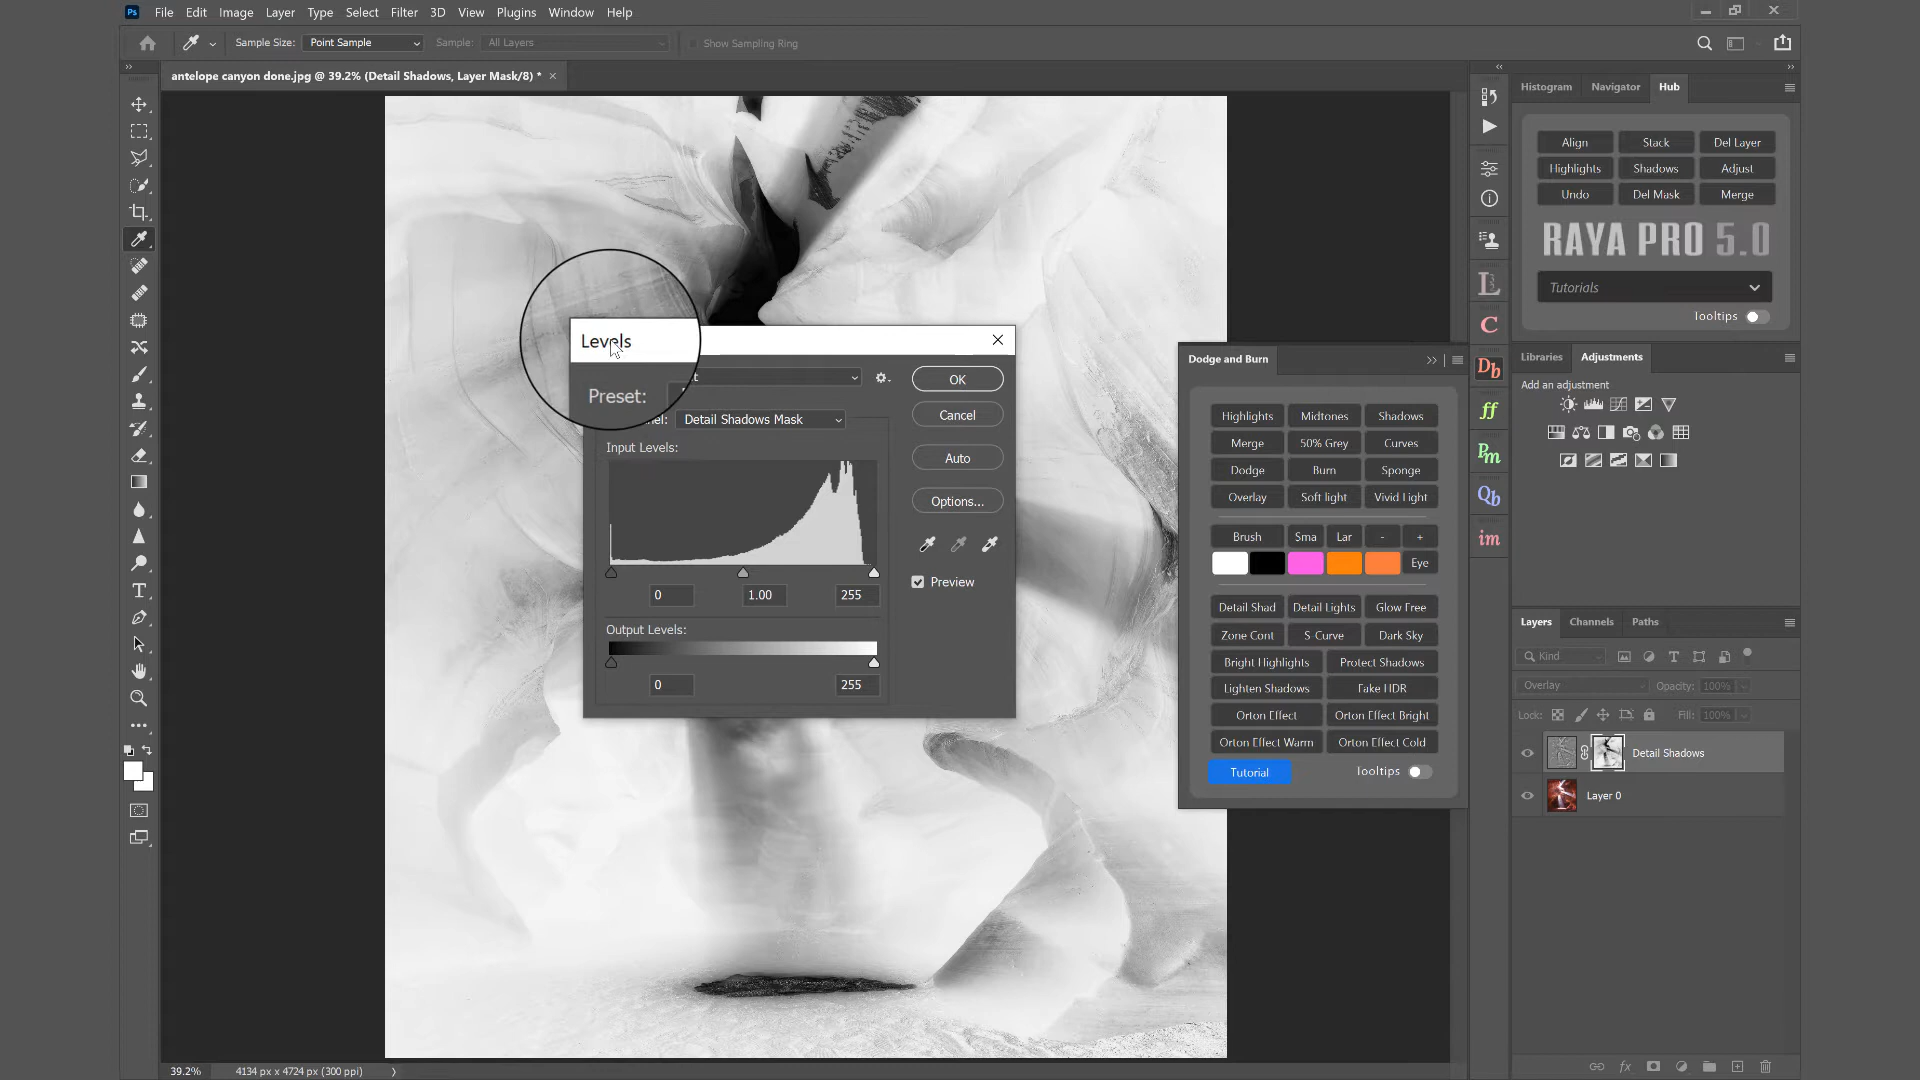 Ps File Edit Image Layer Type Select Filter 3D View Plugins Window Help
Sample Size: Point Sample Sample: All Layers Show Sampling Ring
antelope canyon done.jpg @ 39.2% (Detail Shadows, Layer Mask/8) * ×
Histogram Navigator Hub
Align Stack Del Layer
Highlights Shadows Adjust
Undo Del Mask Merge
RAYA PRO 5.0
Tutorials
Tooltips
Levels
Preset:
OK
Detail Shadows Mask
Cancel
Input Levels:
Auto
Options...
Preview
0 1.00 255
Output Levels:
0 255
Dodge and Burn
Highlights Midtones Shadows
Merge 50% Grey Curves
Dodge Burn Sponge
Overlay Soft light Vivid Light
Brush Sma Lar - +
Eye
Detail Shad Detail Lights Glow Free
Zone Cont S-Curve Dark Sky
Bright Highlights Protect Shadows
Lighten Shadows Fake HDR
Orton Effect Orton Effect Bright
Orton Effect Warm Orton Effect Cold
Tutorial Tooltips
L
C
Db
ff
Pm
Qb
im
Libraries Adjustments
Add an adjustment
Layers Channels Paths
Kind
Overlay Opacity: 100%
Lock: Fill: 100%
Detail Shadows
Layer 0
fx
39.2% 4134 px x 4724 px (300 ppi)